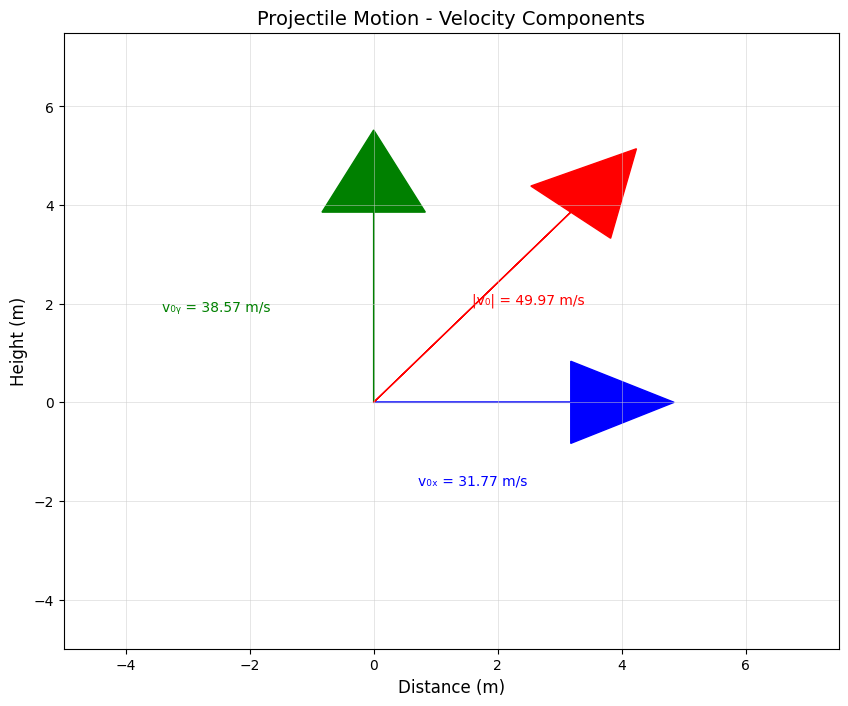 Projectile Motion - Velocity Components
6
4
2
0
−2
−4
Height (m)
v₀ᵧ = 38.57 m/s
|v₀| = 49.97 m/s
v₀ₓ = 31.77 m/s
−4
−2
0
2
4
6
Distance (m)